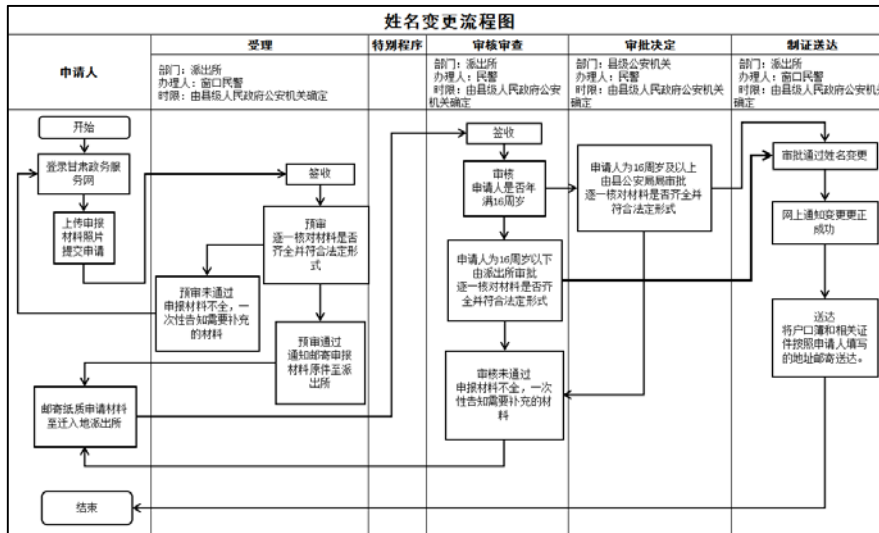 姓名变更流程图
申请人
受理
特别程序
审核审查
审批决定
制证送达
部门：派出所
办理人：窗口民警
时限：由县级人民政府公安机关确定
部门：派出所
办理人：民警
时限：由县级人民政府公安
机关确定
部门：县级公安机关
办理人：民警
时限：由县级人民政府公安机关
确定
部门：派出所
办理人：窗口民警
时限：由县级人民政府公安机
关确定
开始
登录甘肃政务服
务网
上传申报
材料照片
提交申请
签收
预审
逐一核对材料是否
齐全并符合法定形
式
预审未通过
申报材料不全，一
次性告知需要补充
的材料
预审通过
通知邮寄申报
材料原件至派
出所
邮寄纸质申请材料
至迁入地派出所
结束
签收
审核
申请人是否年
满16周岁
申请人为16周岁以下
由派出所审批
逐一核对材料是否齐
全并符合法定形式
审核未通过
申报材料不全，一次
性告知需要补充的材
料
申请人为16周岁及以上
由县公安局局审批
逐一核对材料是否齐全并
符合法定形式
审批通过姓名变更
网上通知变更更正
成功
送达
将户口簿和相关证
件按照申请人填写
的地址邮寄送达。